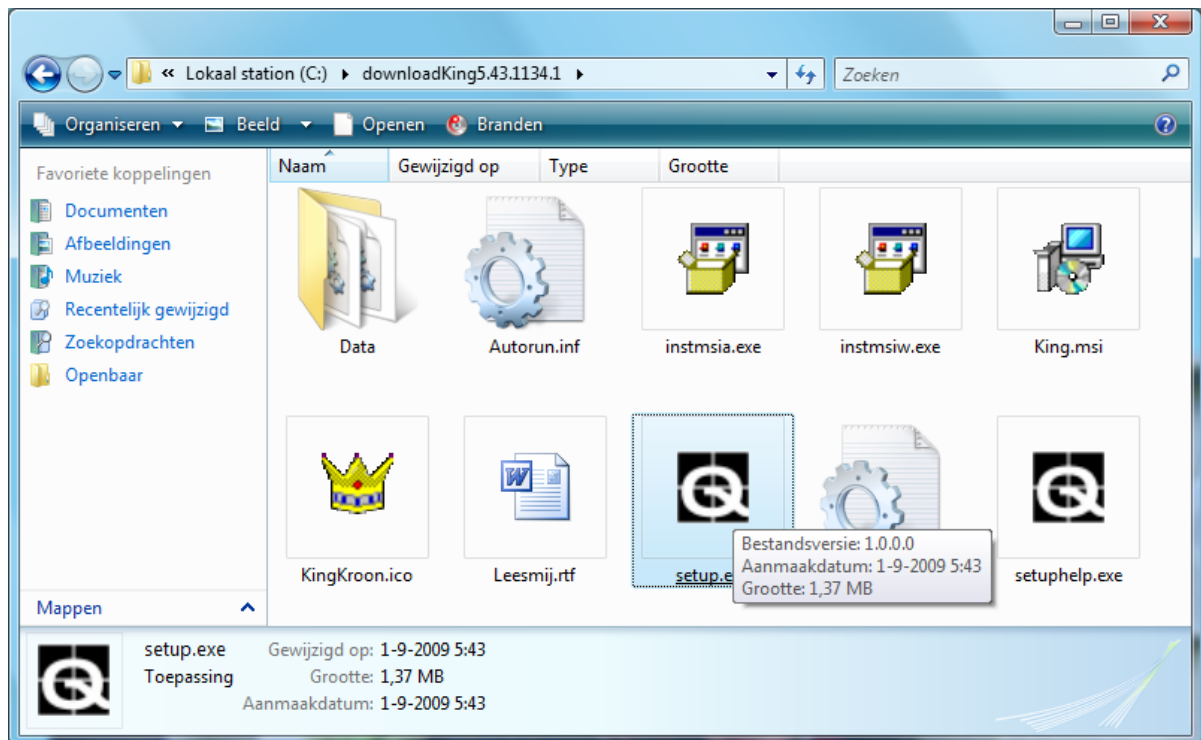 « Lokaal station (C:) ▸ downloadKing5.43.1134.1 ▸ Zoeken
Organiseren Beeld Openen Branden
Favoriete koppelingen
Documenten
Afbeeldingen
Muziek
Recentelijk gewijzigd
Zoekopdrachten
Openbaar
Mappen
Naam Gewijzigd op Type Grootte
Data Autorun.inf instmsia.exe instmsiw.exe King.msi
KingKroon.ico Leesmij.rtf setup.e setuphelp.exe
Bestandsversie: 1.0.0.0
Aanmaakdatum: 1-9-2009 5:43
Grootte: 1,37 MB
setup.exe Gewijzigd op: 1-9-2009 5:43
Toepassing Grootte: 1,37 MB
Aanmaakdatum: 1-9-2009 5:43